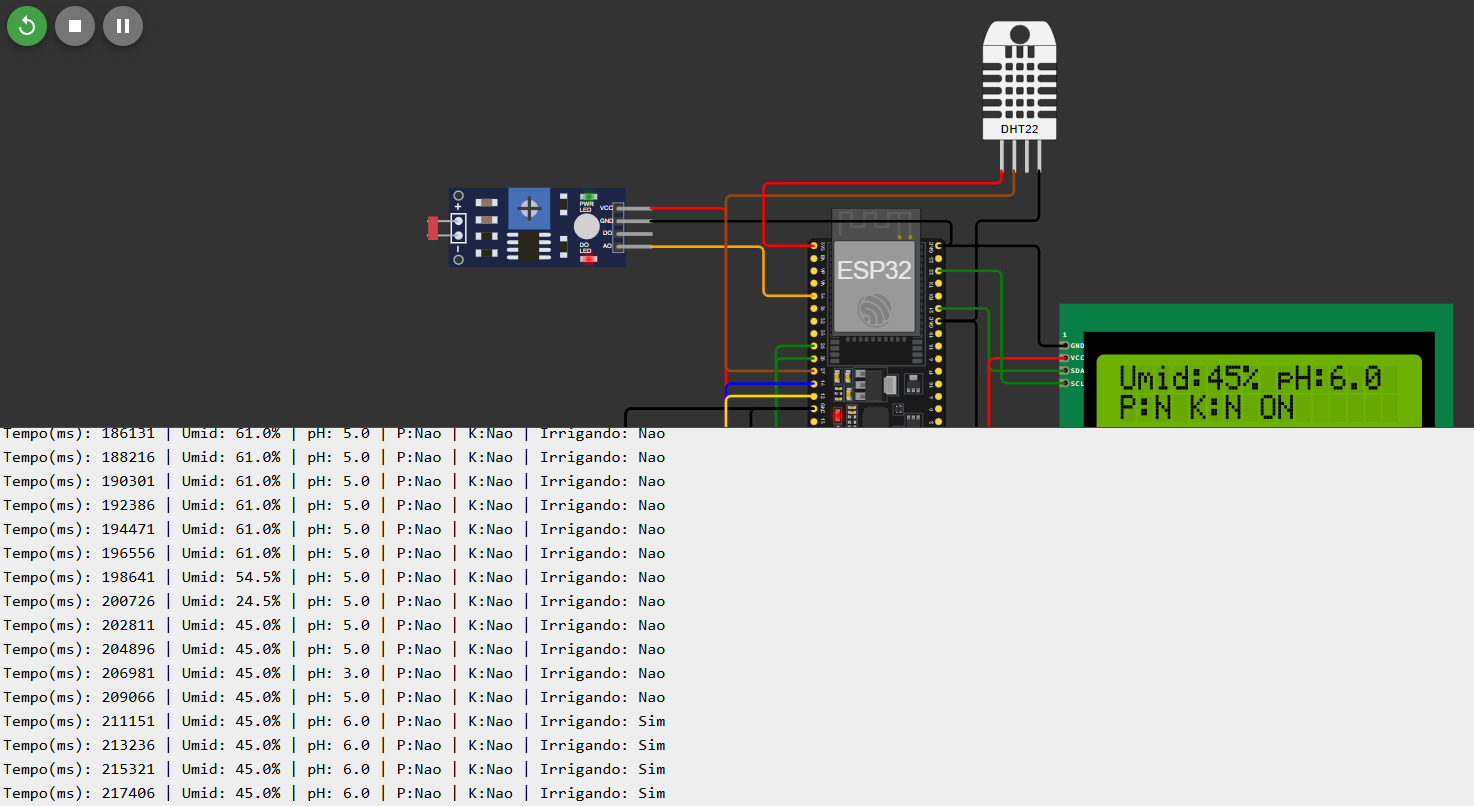 DHT22
+
PWR
LED
VCC
GND
DO
AO
DO
LED
ESP32
1
GND
VCC
SDA
SCL
Umid:45% pH:6.0
P:N K:N ON
Tempo(ms): 186131 | Umid: 61.0% | pH: 5.0 | P:Nao | K:Nao | Irrigando: Nao
Tempo(ms): 188216 | Umid: 61.0% | pH: 5.0 | P:Nao | K:Nao | Irrigando: Nao
Tempo(ms): 190301 | Umid: 61.0% | pH: 5.0 | P:Nao | K:Nao | Irrigando: Nao
Tempo(ms): 192386 | Umid: 61.0% | pH: 5.0 | P:Nao | K:Nao | Irrigando: Nao
Tempo(ms): 194471 | Umid: 61.0% | pH: 5.0 | P:Nao | K:Nao | Irrigando: Nao
Tempo(ms): 196556 | Umid: 61.0% | pH: 5.0 | P:Nao | K:Nao | Irrigando: Nao
Tempo(ms): 198641 | Umid: 54.5% | pH: 5.0 | P:Nao | K:Nao | Irrigando: Nao
Tempo(ms): 200726 | Umid: 24.5% | pH: 5.0 | P:Nao | K:Nao | Irrigando: Nao
Tempo(ms): 202811 | Umid: 45.0% | pH: 5.0 | P:Nao | K:Nao | Irrigando: Nao
Tempo(ms): 204896 | Umid: 45.0% | pH: 5.0 | P:Nao | K:Nao | Irrigando: Nao
Tempo(ms): 206981 | Umid: 45.0% | pH: 3.0 | P:Nao | K:Nao | Irrigando: Nao
Tempo(ms): 209066 | Umid: 45.0% | pH: 5.0 | P:Nao | K:Nao | Irrigando: Nao
Tempo(ms): 211151 | Umid: 45.0% | pH: 6.0 | P:Nao | K:Nao | Irrigando: Sim
Tempo(ms): 213236 | Umid: 45.0% | pH: 6.0 | P:Nao | K:Nao | Irrigando: Sim
Tempo(ms): 215321 | Umid: 45.0% | pH: 6.0 | P:Nao | K:Nao | Irrigando: Sim
Tempo(ms): 217406 | Umid: 45.0% | pH: 6.0 | P:Nao | K:Nao | Irrigando: Sim